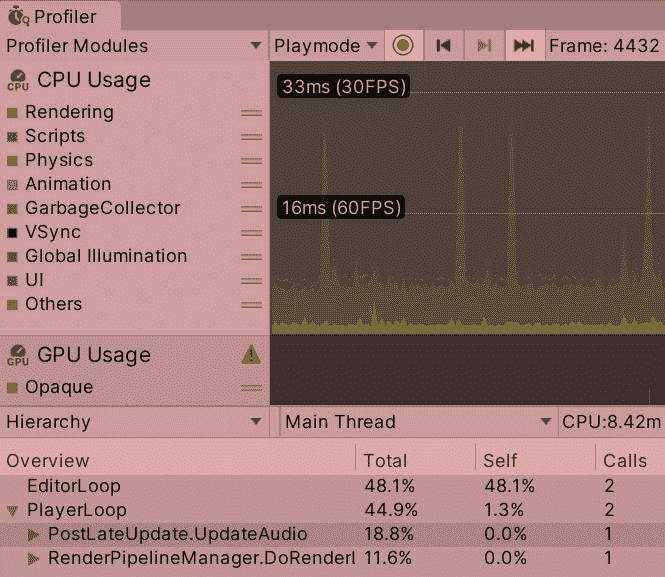 Profiler
Profiler Modules Playmode Frame: 4432
CPU Usage
CPU
Rendering
Scripts
Physics
Animation
GarbageCollector
VSync
Global Illumination
UI
Others
33ms (30FPS)
16ms (60FPS)
GPU Usage
GPU
Opaque
Hierarchy Main Thread CPU:8.42m
Overview Total Self Calls
EditorLoop 48.1% 48.1% 2
PlayerLoop 44.9% 1.3% 2
PostLateUpdate.UpdateAudio 18.8% 0.0% 1
RenderPipelineManager.DoRenderl 11.6% 0.0% 1